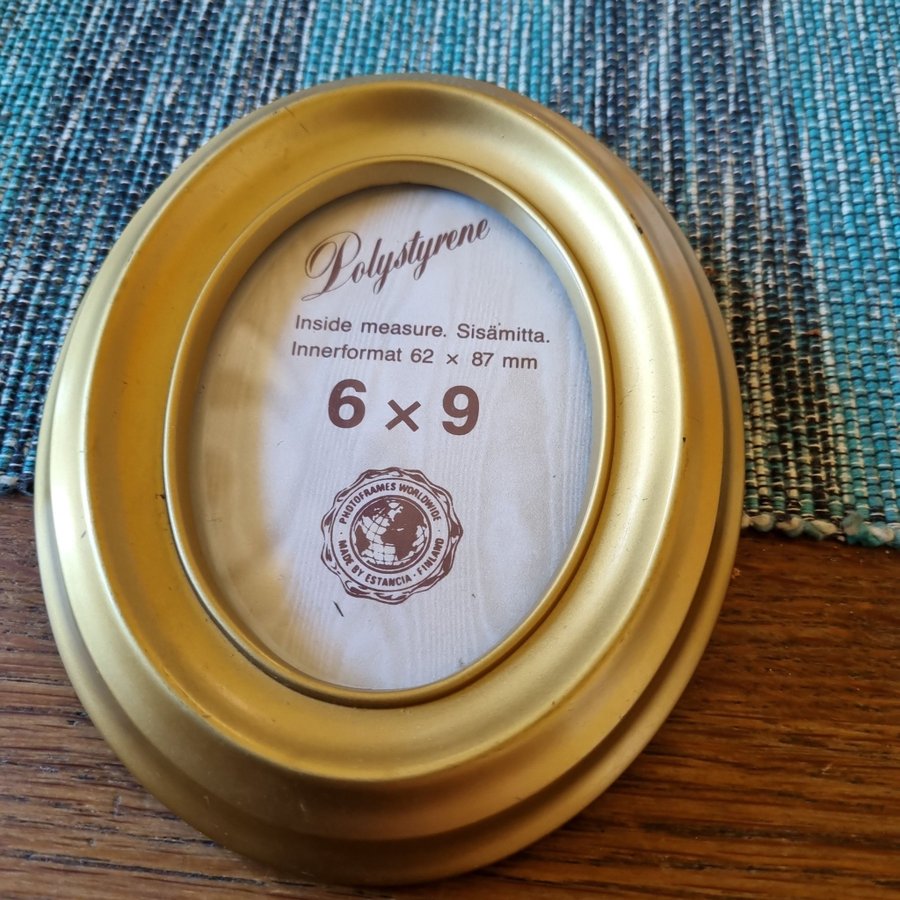 Polystyrene
Inside measure. Sisämitta.
Innerformat 62 × 87 mm
6 × 9
PHOTOFRAMES WORLDWIDE
MADE BY ESTANCIA · FINLAND